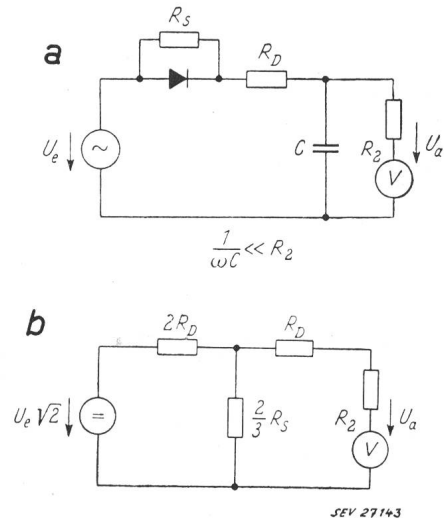 a
R_S
R_D
U_e
~
C
R_2
V
U_a
1/ωC << R_2
b
2R_D
R_D
U_e √2
=
2/3 R_S
R_2
V
U_a
SEV 27143